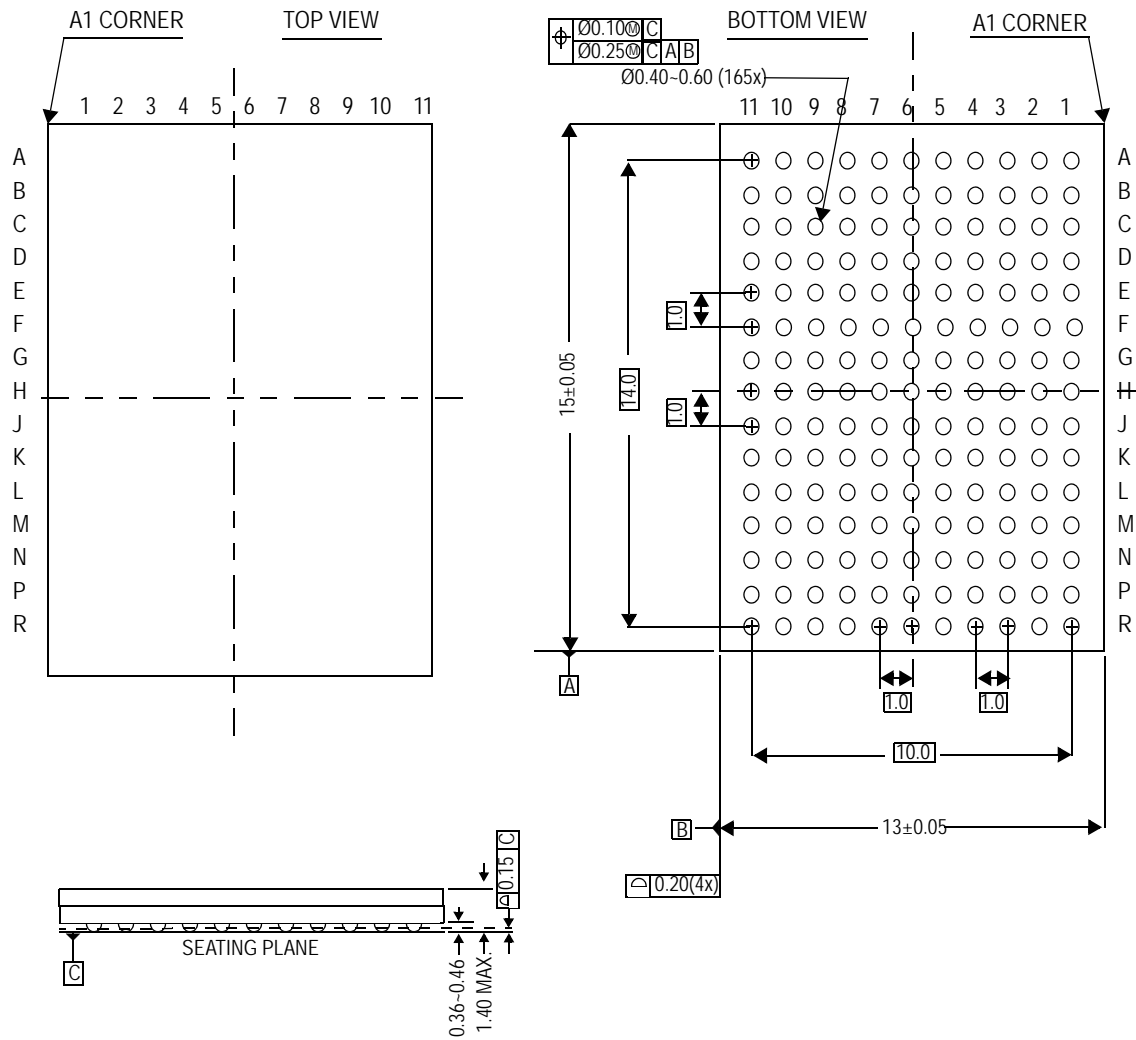 A1 CORNER
TOP VIEW
1 2 3 4 5 6 7 8 9 10 11
A
B
C
D
E
F
G
H
J
K
L
M
N
P
R
Ø0.10Ⓜ C
Ø0.25Ⓜ C A B
Ø0.40~0.60 (165x)
BOTTOM VIEW
A1 CORNER
11 10 9 8 7 6 5 4 3 2 1
A
B
C
D
E
F
G
H
J
K
L
M
N
P
R
15±0.05
14.0
1.0
1.0
A
1.0
1.0
10.0
B
13±0.05
0.20(4x)
0.15 C
SEATING PLANE
C
0.36~0.46
1.40 MAX.